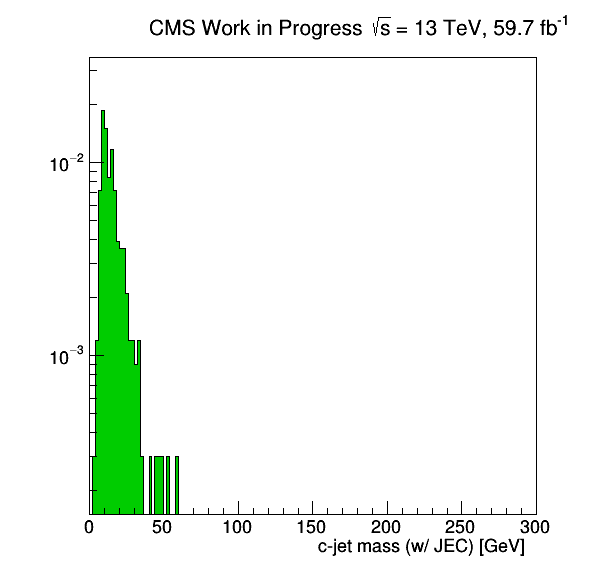 CMS Work in Progress √s = 13 TeV, 59.7 fb⁻¹
10⁻²
10⁻³
0 50 100 150 200 250 300
c-jet mass (w/ JEC) [GeV]